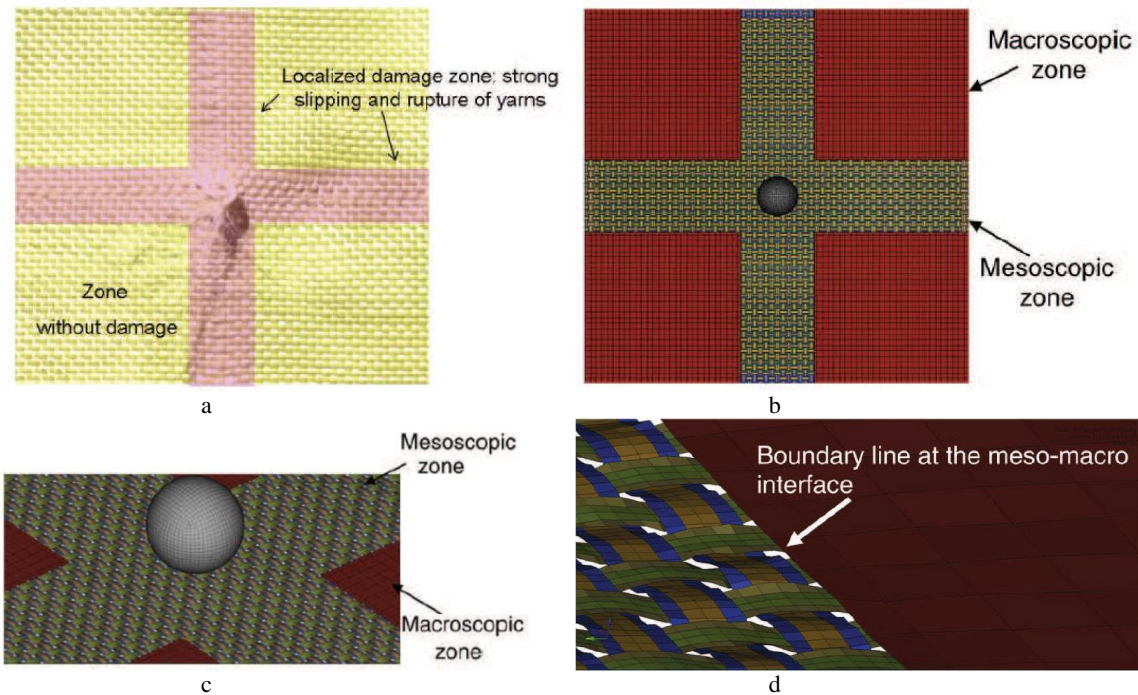 Localized damage zone: strong
slipping and rupture of yarns
Zone
without damage
a
Macroscopic
zone
Mesoscopic
zone
b
Mesoscopic
zone
Macroscopic
zone
c
Boundary line at the meso-macro
interface
d